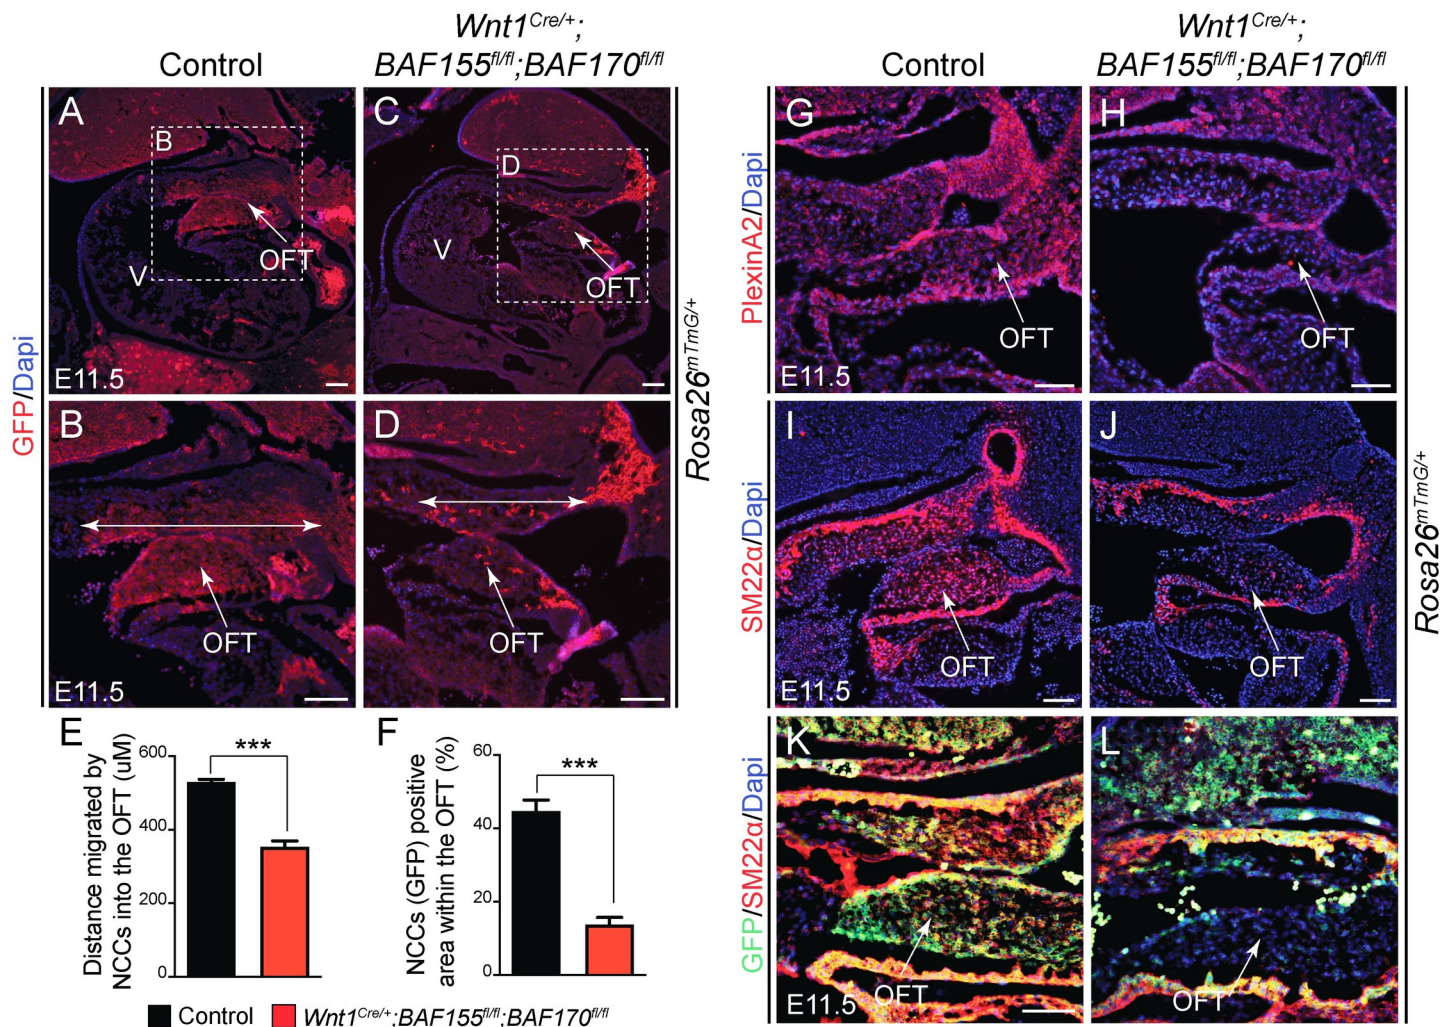 Control
Wnt1Cre/+;
BAF155fl/fl;BAF170fl/fl
Control
Wnt1Cre/+;
BAF155fl/fl;BAF170fl/fl
GFP/Dapi
A
B
V
OFT
E11.5
C
D
V
OFT
B
OFT
E11.5
D
OFT
Rosa26mTmG/+
E
Distance migrated by
NCCs into the OFT (uM)
600
400
200
0
***
F
NCCs (GFP) positive
area within the OFT (%)
60
40
20
0
***
Control
Wnt1Cre/+;BAF155fl/fl;BAF170fl/fl
PlexinA2/Dapi
G
OFT
E11.5
H
OFT
SM22α/Dapi
I
OFT
E11.5
J
OFT
GFP/SM22α/Dapi
K
OFT
E11.5
L
OFT
Rosa26mTmG/+